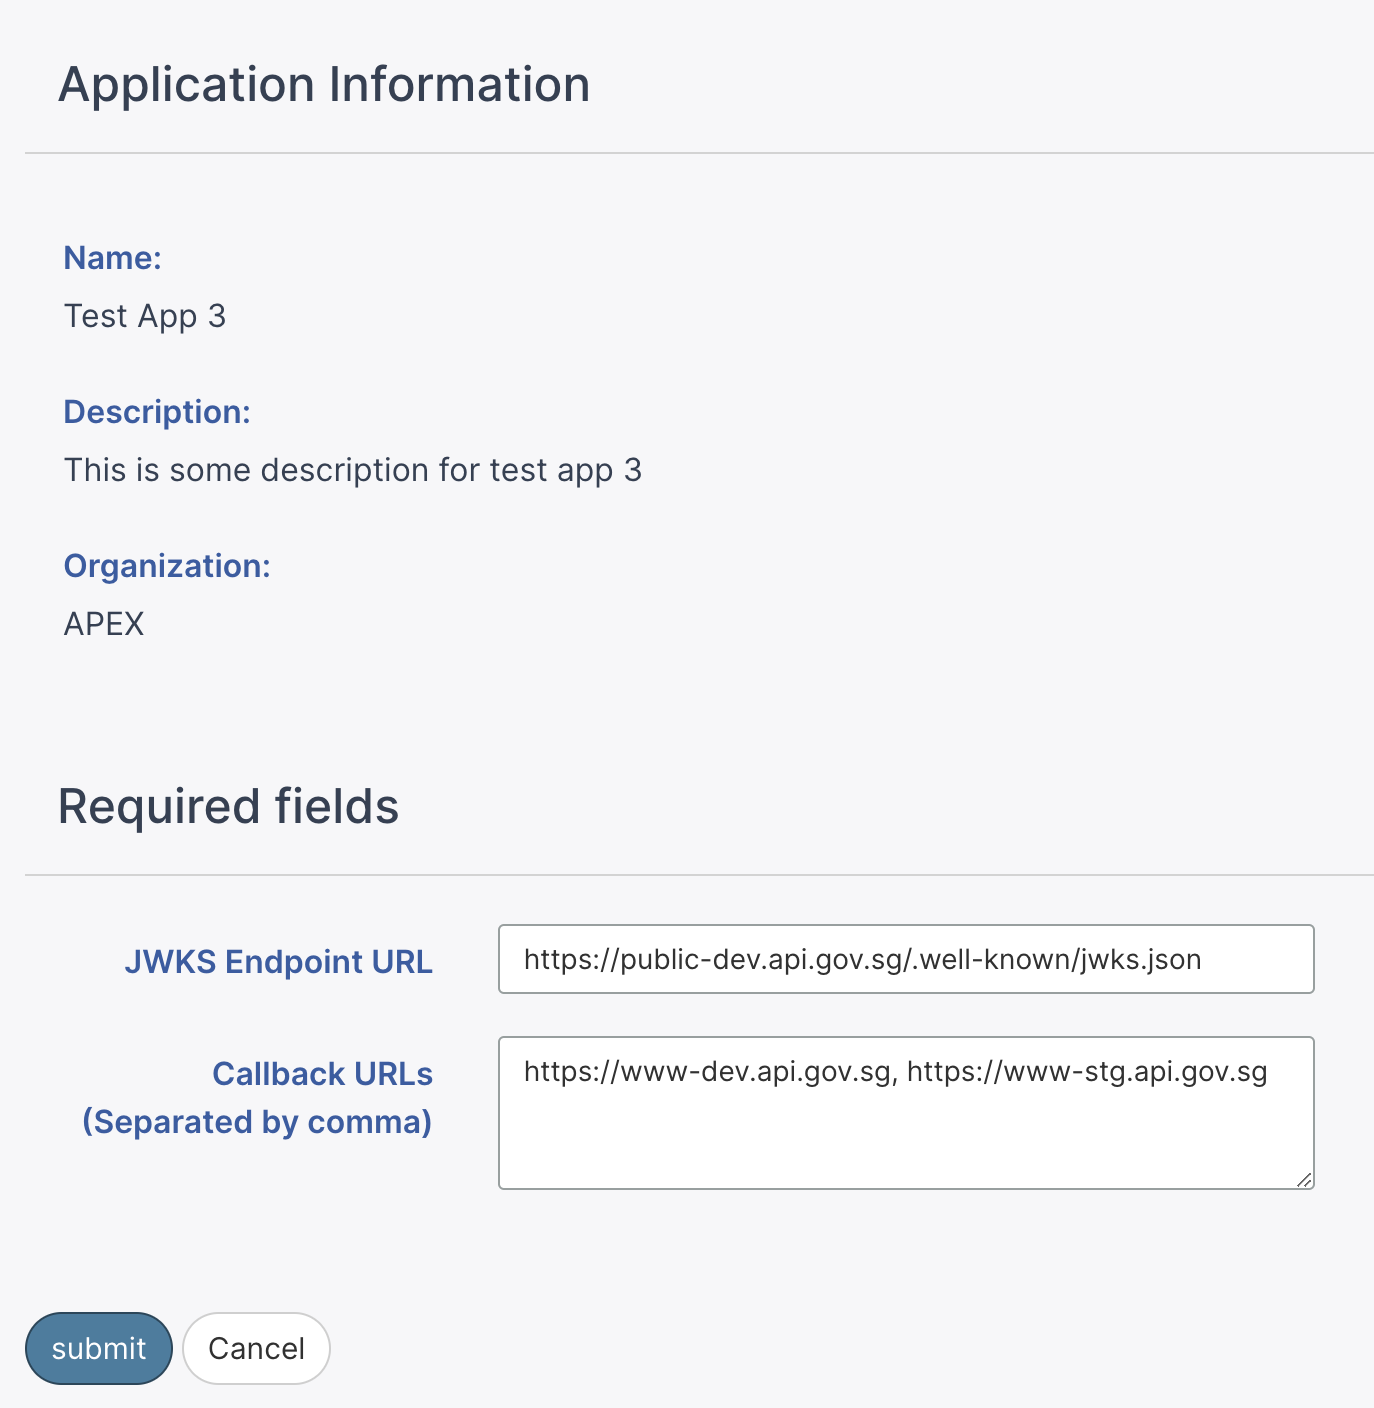 Application Information
Name:
Test App 3
Description:
This is some description for test app 3
Organization:
APEX
Required fields
JWKS Endpoint URL
https://public-dev.api.gov.sg/.well-known/jwks.json
Callback URLs
(Separated by comma)
https://www-dev.api.gov.sg, https://www-stg.api.gov.sg
submit
Cancel